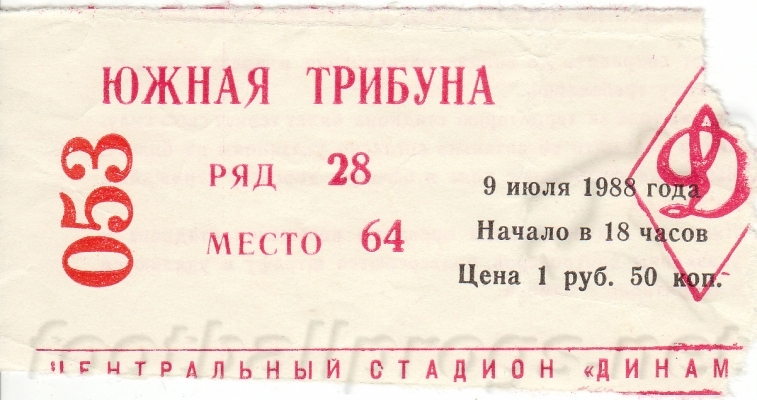 ЮЖНАЯ ТРИБУНА
053
РЯД 28
МЕСТО 64
9 июля 1988 года
Начало в 18 часов
Цена 1 руб. 50 коп.
Д
ЦЕНТРАЛЬНЫЙ СТАДИОН «ДИНАМ